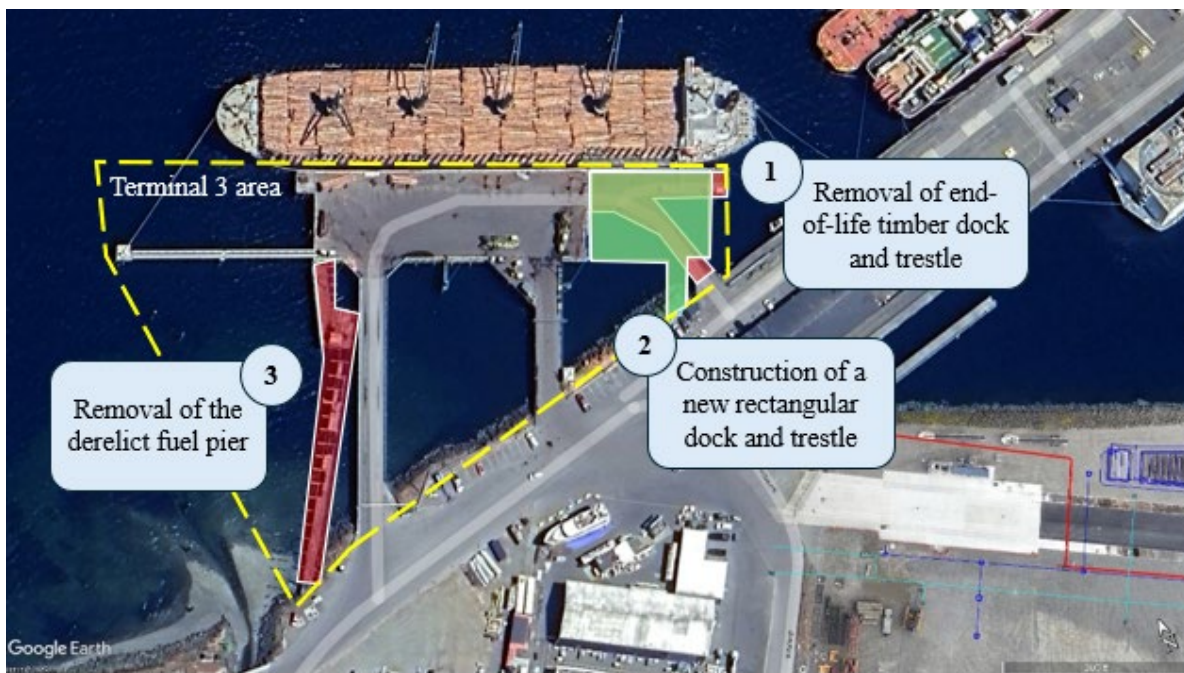 Terminal 3 area
1
Removal of end-
of-life timber dock
and trestle
2
Construction of a
new rectangular
dock and trestle
3
Removal of the
derelict fuel pier
Google Earth